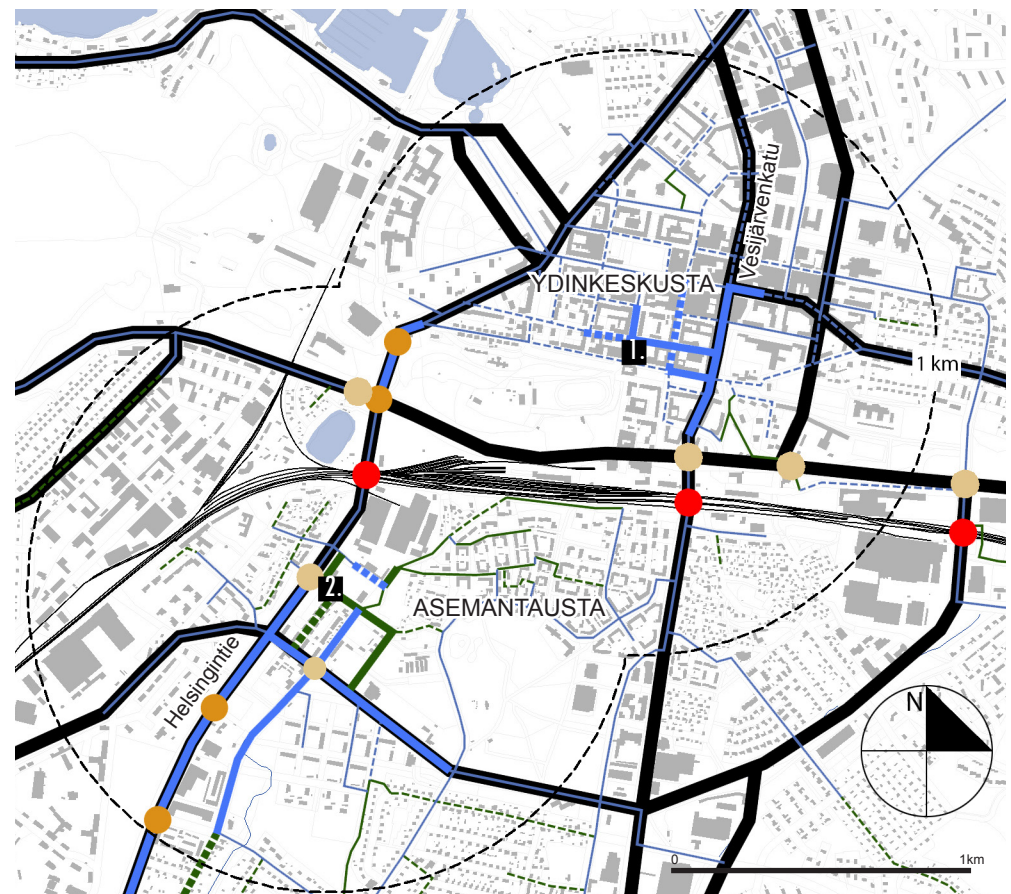 Vesijärvenkatu
YDINKESKUSTA
1.
1 km
2.
ASEMANTAUSTA
Helsingintie
N
0
1km